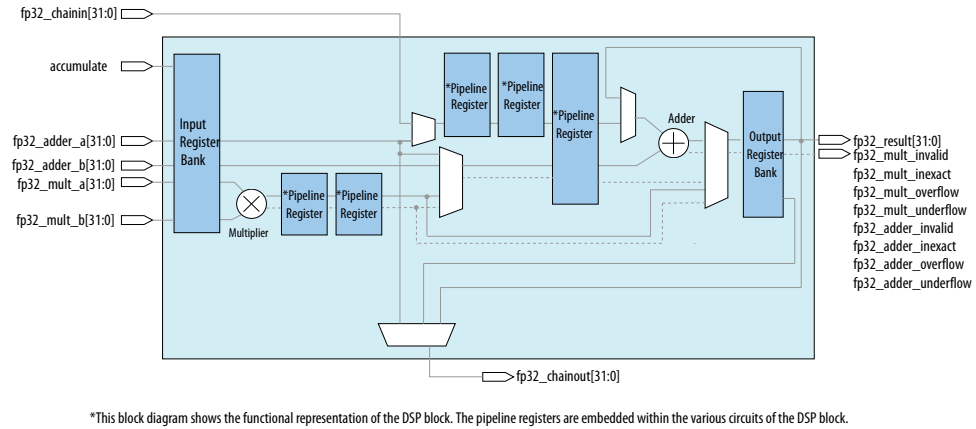 fp32_chainin[31:0]
accumulate
fp32_adder_a[31:0]
fp32_adder_b[31:0]
fp32_mult_a[31:0]
fp32_mult_b[31:0]
Input
Register
Bank
Multiplier
*Pipeline
Register
*Pipeline
Register
*Pipeline
Register
*Pipeline
Register
*Pipeline
Register
Adder
Output
Register
Bank
fp32_result[31:0]
fp32_mult_invalid
fp32_mult_inexact
fp32_mult_overflow
fp32_mult_underflow
fp32_adder_invalid
fp32_adder_inexact
fp32_adder_overflow
fp32_adder_underflow
fp32_chainout[31:0]
*This block diagram shows the functional representation of the DSP block. The pipeline registers are embedded within the various circuits of the DSP block.